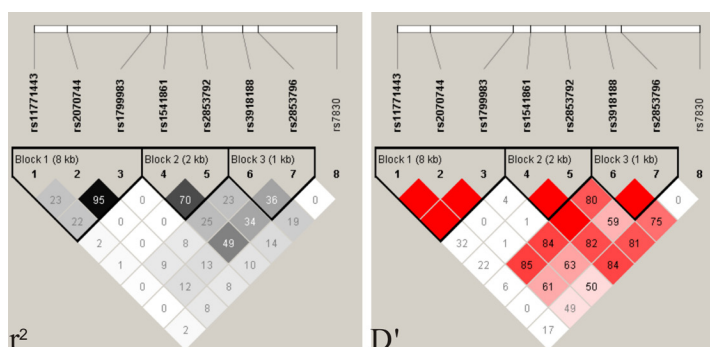 rs11771443 rs2070744 rs1799983 rs1541861 rs2853792 rs3918188 rs2853796 rs7830
Block 1 (8 kb) Block 2 (2 kb) Block 3 (1 kb)
1 2 3 4 5 6 7 8
23 95 0 70 23 36 0
22 0 0 25 34 19
2 0 8 49 14
1 9 13 10
0 12 8
0 8
2
r²
rs11771443 rs2070744 rs1799983 rs1541861 rs2853792 rs3918188 rs2853796 rs7830
Block 1 (8 kb) Block 2 (2 kb) Block 3 (1 kb)
1 2 3 4 5 6 7 8
4 80 0
0 1 59 75
32 1 84 82 81
22 85 63 84
6 61 50
0 49
17
D'